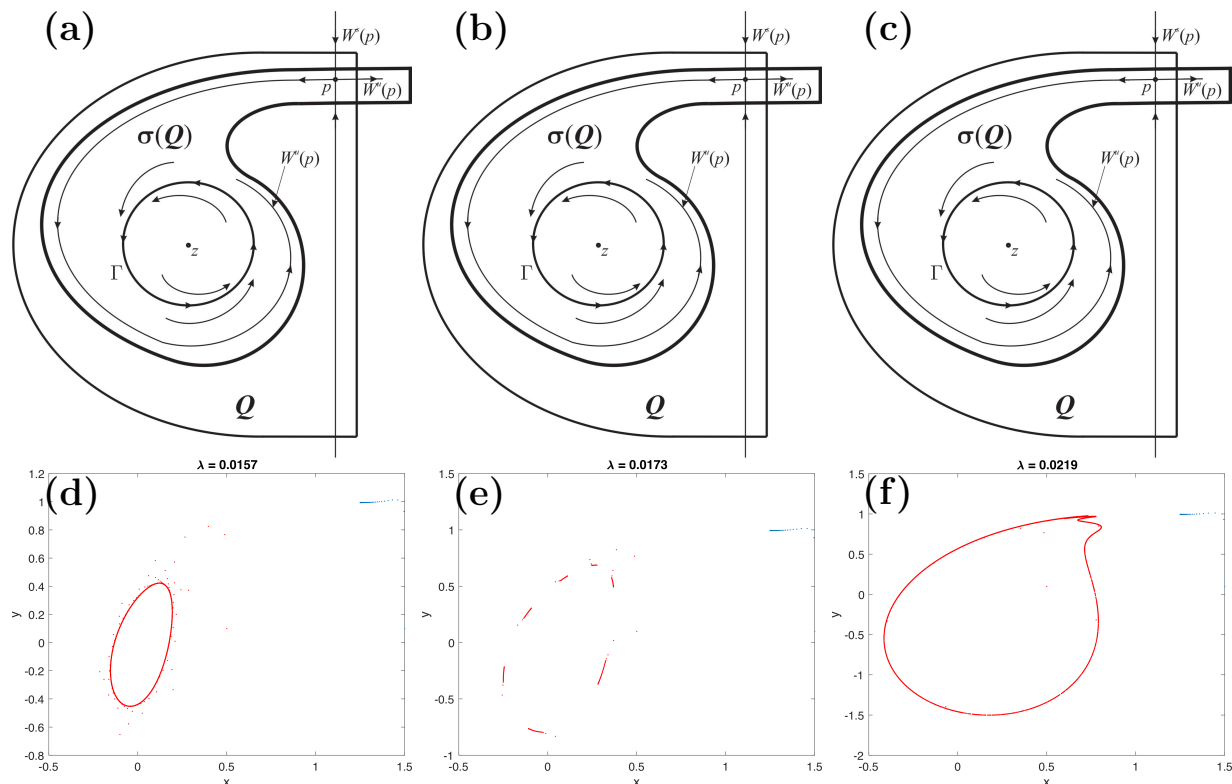 (a)
W^s(p)
p
W^u(p)
σ(Q)
W^u(p)
z
Γ
Q
(b)
W^s(p)
p
W^u(p)
σ(Q)
W^u(p)
z
Γ
Q
(c)
W^s(p)
p
W^u(p)
σ(Q)
W^u(p)
z
Γ
Q
(d)
λ = 0.0157
1.2
1
0.8
0.6
0.4
0.2
0
-0.2
-0.4
-0.6
-0.8
y
-0.5
0
0.5
1
1.5
x
(e)
λ = 0.0173
1.5
1
0.5
0
-0.5
-1
y
-0.5
0
0.5
1
1.5
x
(f)
λ = 0.0219
1.5
1
0.5
0
-0.5
-1
-1.5
-2
y
-0.5
0
0.5
1
1.5
x